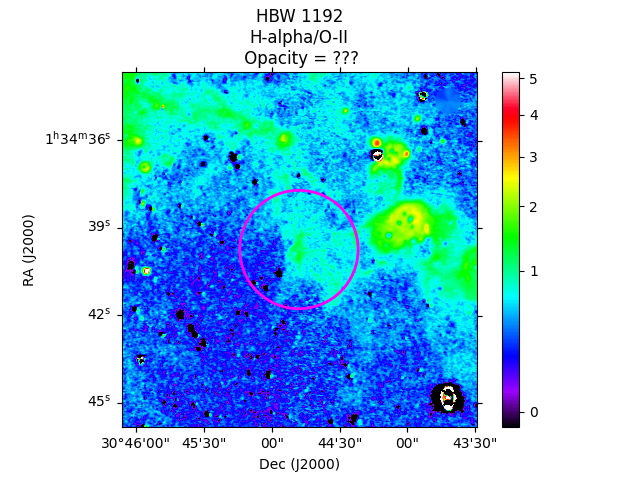 HBW 1192
H-alpha/O-II
Opacity = ???
5
4
3
2
1
0
1ʰ34ᵐ36ˢ
39ˢ
42ˢ
45ˢ
RA (J2000)
30°46'00" 45'30" 00" 44'30" 00" 43'30"
Dec (J2000)